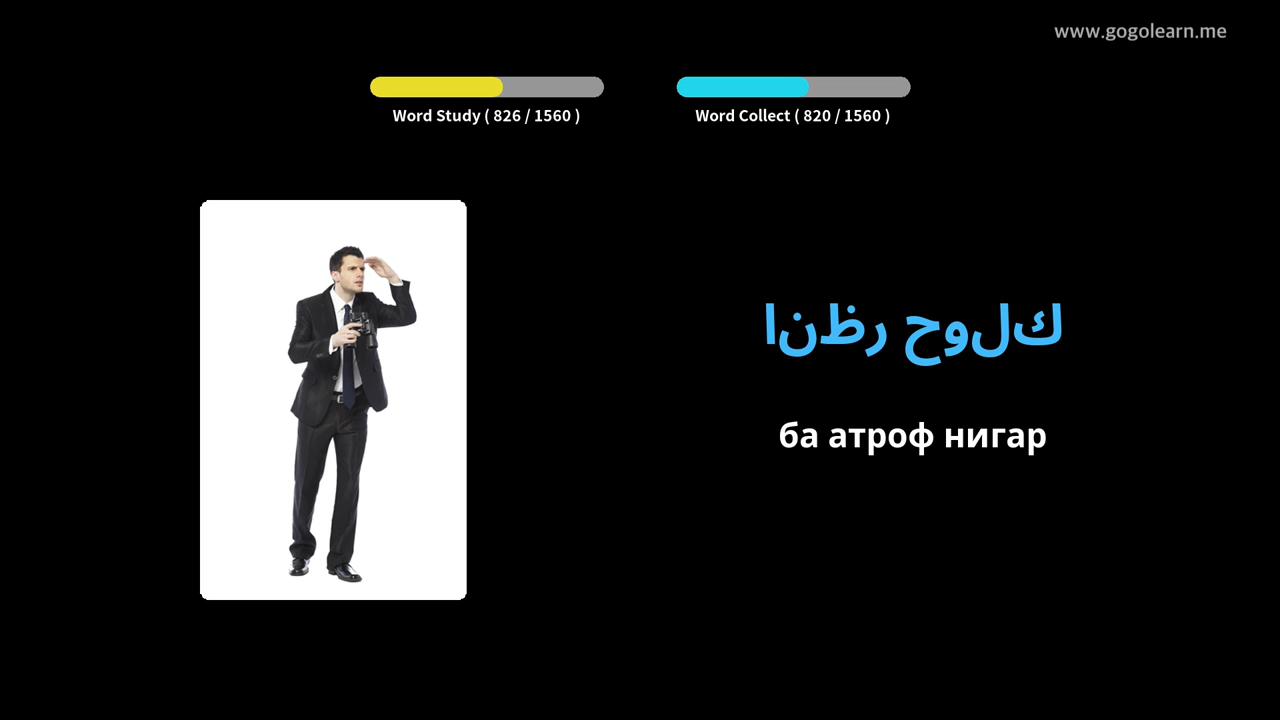 www.gogolearn.me
Word Study ( 826 / 1560 )
Word Collect ( 820 / 1560 )
انظر حولك
ба атроф нигар